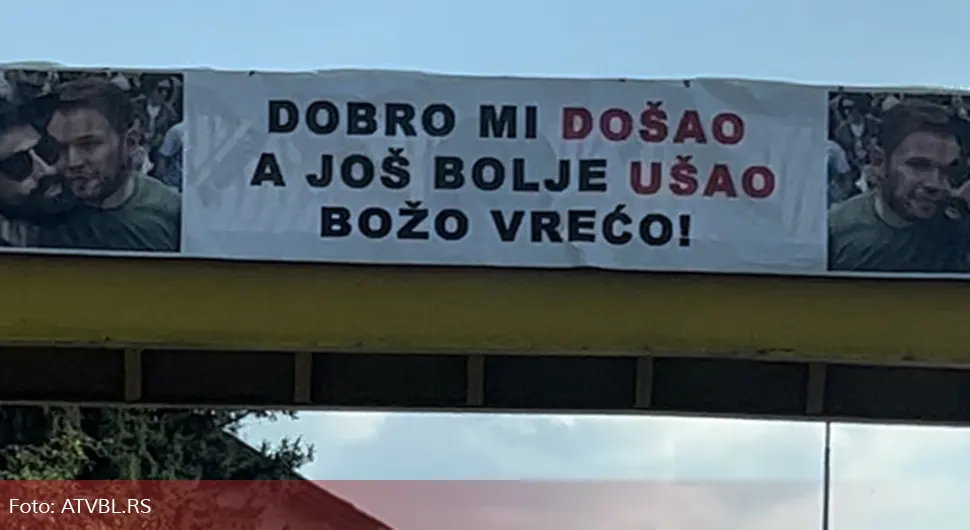 DOBRO MI DOŠAO
A JOŠ BOLJE UŠAO
BOŽO VREĆO!
Foto: ATVBL.RS